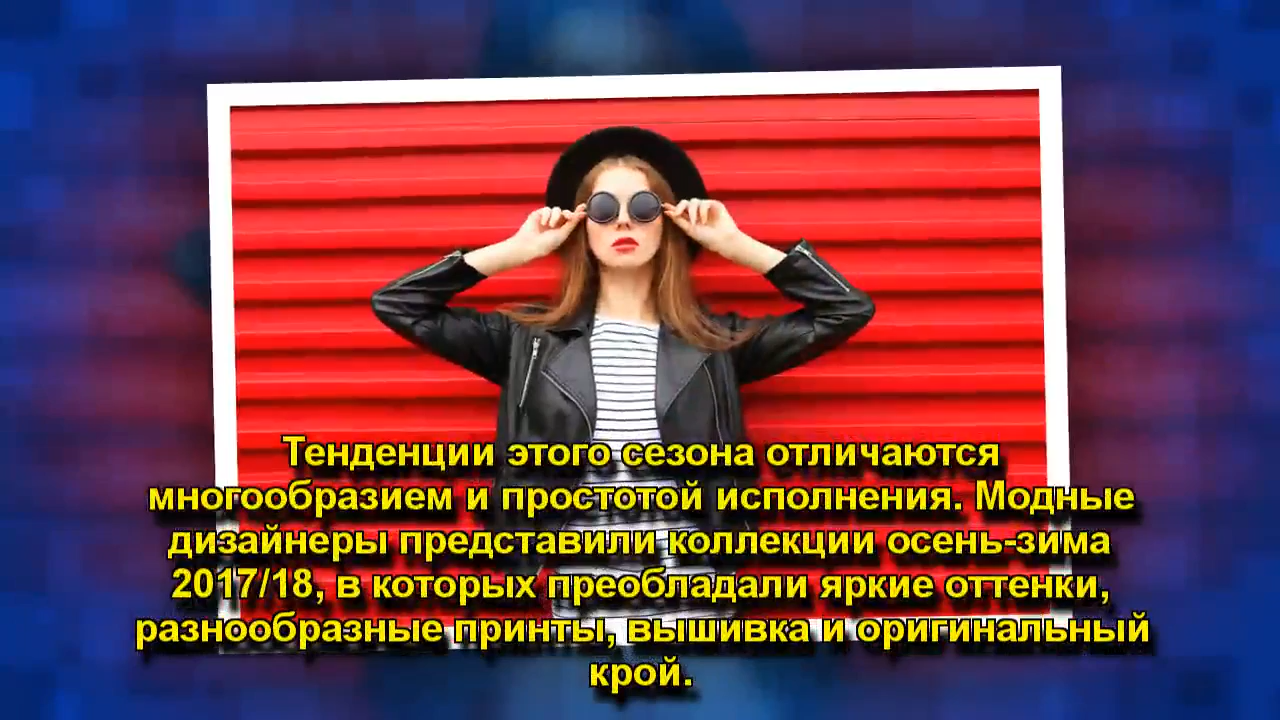 Тенденции этого сезона отличаются
многообразием и простотой исполнения. Модные
дизайнеры представили коллекции осень-зима
2017/18, в которых преобладали яркие оттенки,
разнообразные принты, вышивка и оригинальный
крой.